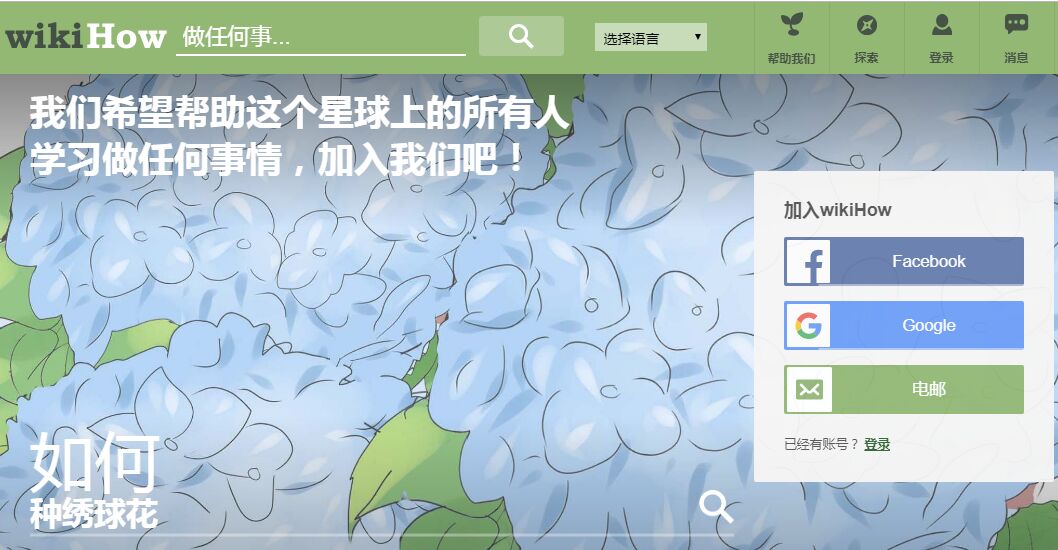 wikiHow
做任何事...
选择语言
帮助我们
探索
登录
消息
我们希望帮助这个星球上的所有人
学习做任何事情，加入我们吧！
加入wikiHow
Facebook
Google
电邮
已经有账号？登录
如何
种绣球花